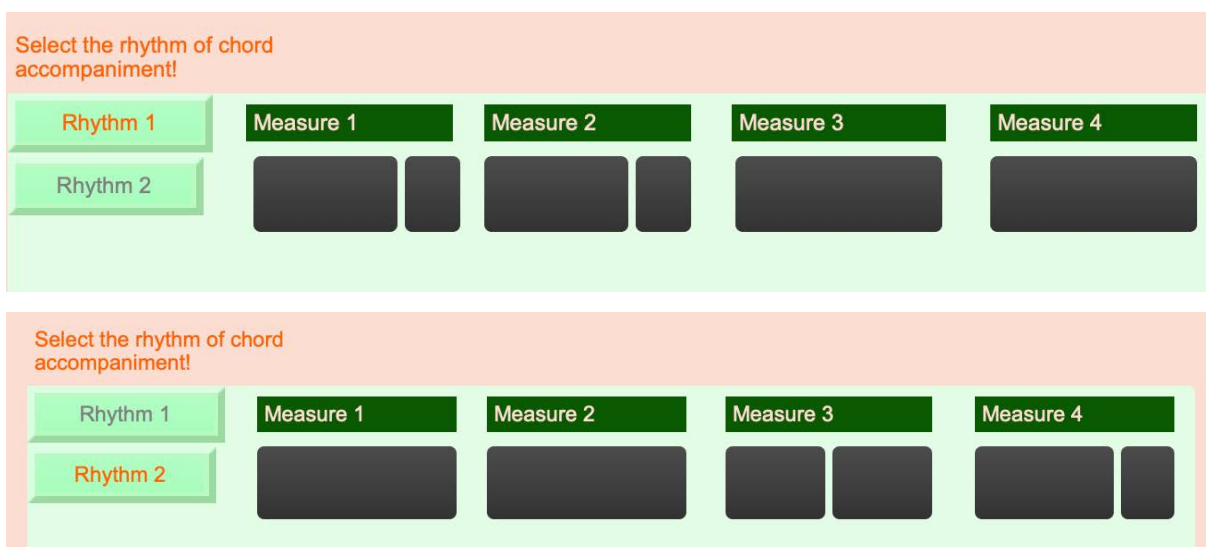 Select the rhythm of chord
accompaniment!
Rhythm 1
Measure 1
Measure 2
Measure 3
Measure 4
Rhythm 2
Select the rhythm of chord
accompaniment!
Rhythm 1
Measure 1
Measure 2
Measure 3
Measure 4
Rhythm 2